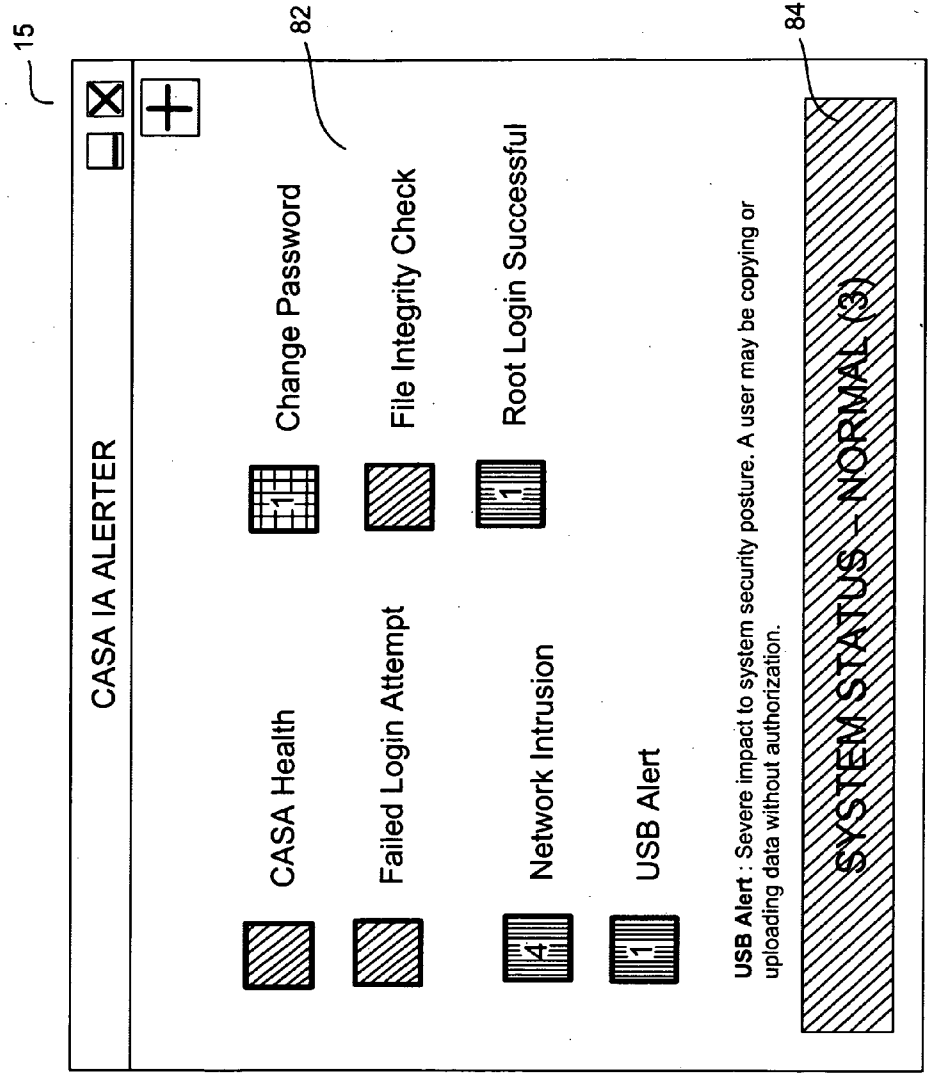 15
CASA IA ALERTER
82
CASA Health
1 Change Password
Failed Login Attempt
File Integrity Check
4 Network Intrusion
1 Root Login Successful
1 USB Alert
USB Alert : Severe impact to system security posture. A user may be copying or
uploading data without authorization.
84
SYSTEM STATUS – NORMAL (3)